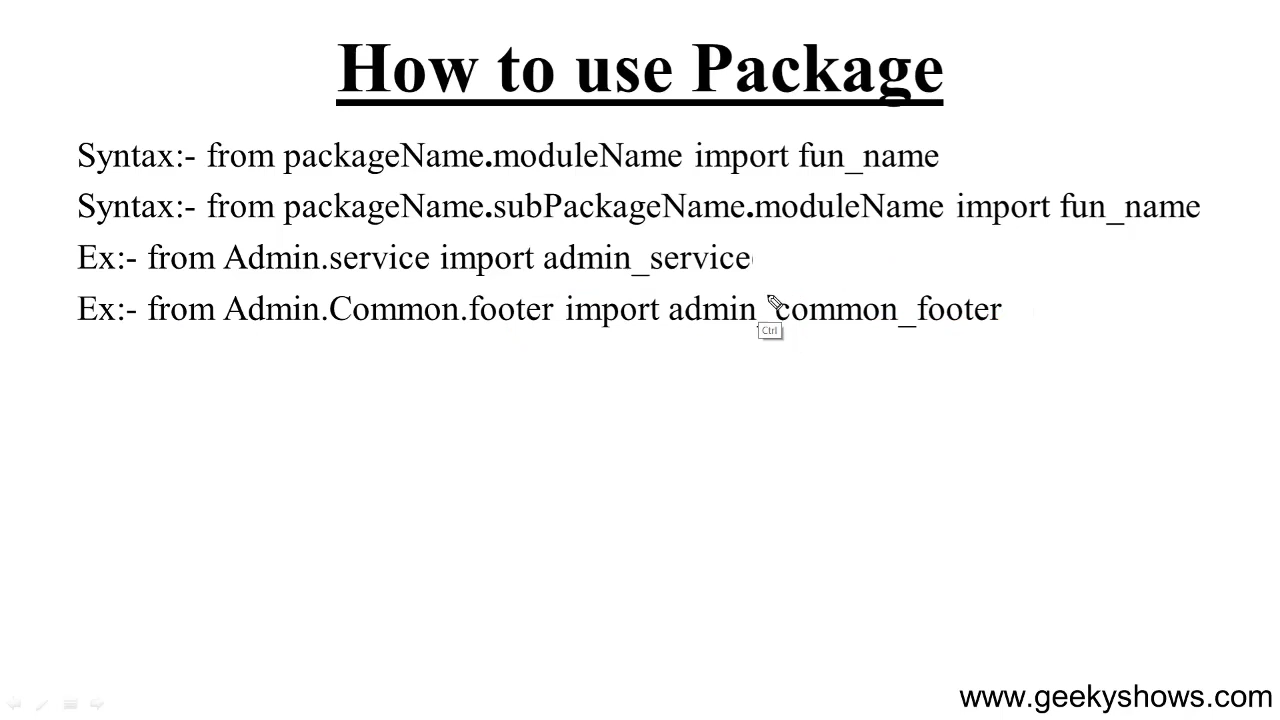 How to use Package
Syntax:- from packageName.moduleName import fun_name
Syntax:- from packageName.subPackageName.moduleName import fun_name
Ex:- from Admin.service import admin_service
Ex:- from Admin.Common.footer import admin_common_footer
Ctrl
www.geekyshows.com